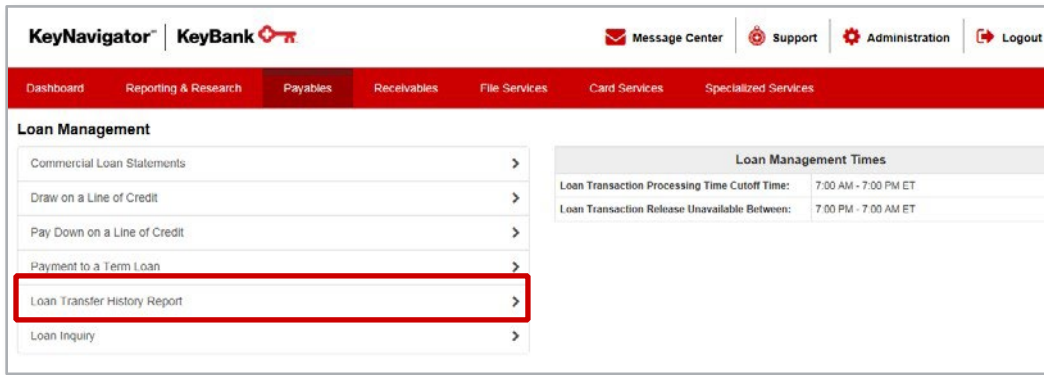 KeyNavigator™ KeyBank
Message Center Support Administration Logout
Dashboard Reporting & Research Payables Receivables File Services Card Services Specialized Services
Loan Management
Commercial Loan Statements
Draw on a Line of Credit
Pay Down on a Line of Credit
Payment to a Term Loan
Loan Transfer History Report
Loan Inquiry
Loan Management Times
Loan Transaction Processing Time Cutoff Time: 7:00 AM - 7:00 PM ET
Loan Transaction Release Unavailable Between: 7:00 PM - 7:00 AM ET